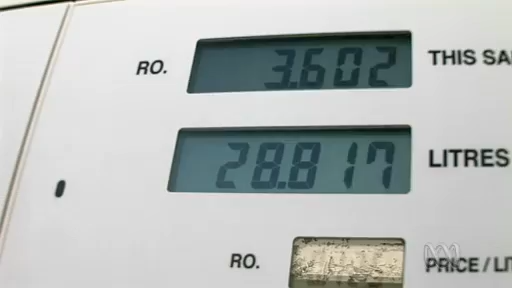 RO. 3.602 THIS SA
28.817 LITRES
RO. PRICE/LIT